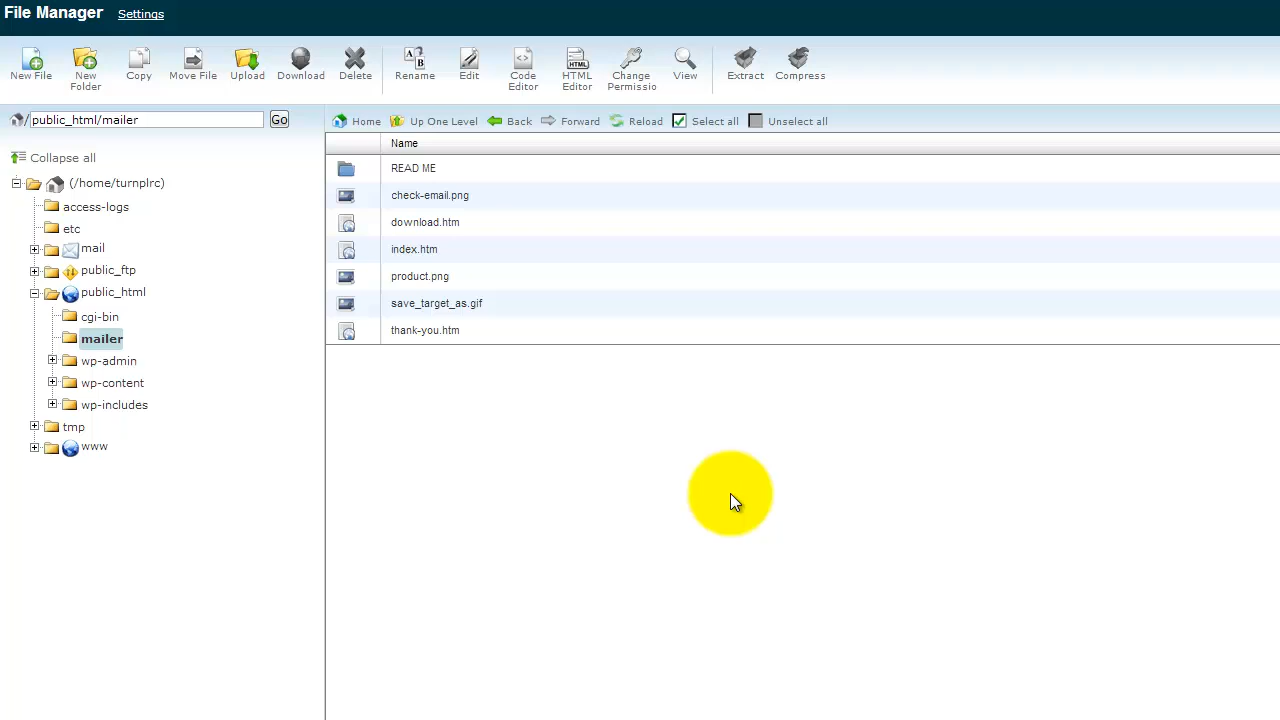 File Manager Settings
New File New Folder Copy Move File Upload Download Delete Rename Edit Code Editor HTML Editor Change Permissio View Extract Compress
/ public_html/mailer Go
Home Up One Level Back Forward Reload Select all Unselect all
Collapse all
(/home/turnplrc)
access-logs
etc
mail
public_ftp
public_html
cgi-bin
mailer
wp-admin
wp-content
wp-includes
tmp
www
Name
READ ME
check-email.png
download.htm
index.htm
product.png
save_target_as.gif
thank-you.htm